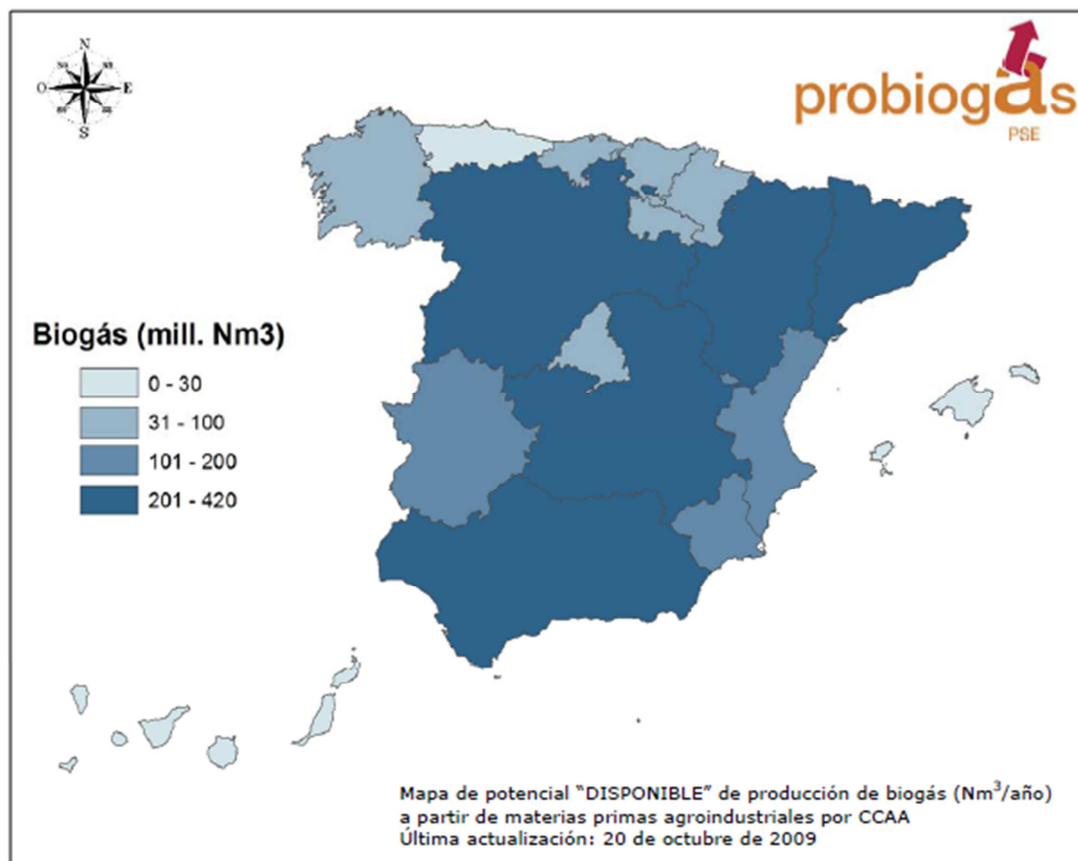 N
O E
S
probiogás
PSE
Biogás (mill. Nm3)
0 - 30
31 - 100
101 - 200
201 - 420
Mapa de potencial “DISPONIBLE” de producción de biogás (Nm³/año)
a partir de materias primas agroindustriales por CCAA
Última actualización: 20 de octubre de 2009